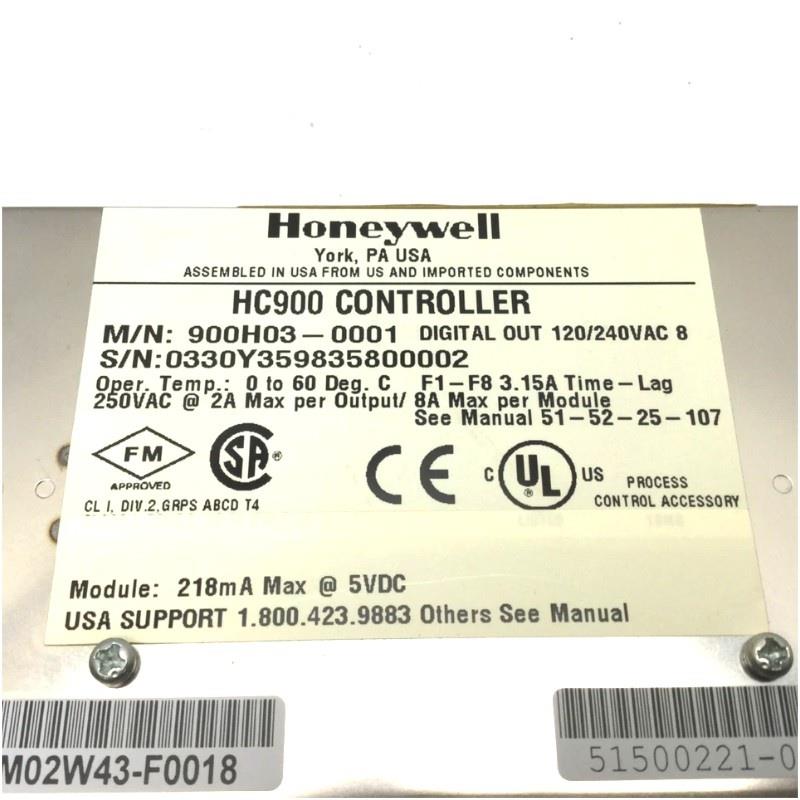 Honeywell
York, PA USA
ASSEMBLED IN USA FROM US AND IMPORTED COMPONENTS
HC900 CONTROLLER
M/N: 900H03-0001 DIGITAL OUT 120/240VAC 8
S/N:0330Y359835800002
Oper. Temp.: 0 to 60 Deg. C F1-F8 3.15A Time-Lag
250VAC @ 2A Max per Output/ 8A Max per Module
See Manual 51-52-25-107
FM
APPROVED
CL I, DIV.2, GRPS ABCD T4
SA ®
CE
C UL US ®
PROCESS
CONTROL ACCESSORY
Module: 218mA Max @ 5VDC
USA SUPPORT 1.800.423.9883 Others See Manual
M02W43-F0018
51500221-0